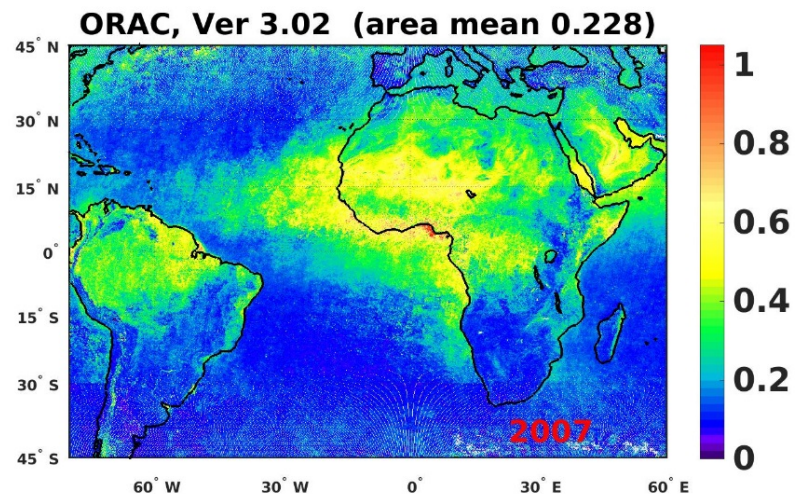 ORAC, Ver 3.02 (area mean 0.228)
45° N
30° N
15° N
0°
15° S
30° S
45° S
60° W
30° W
0°
30° E
60° E
2007
1
0.8
0.6
0.4
0.2
0